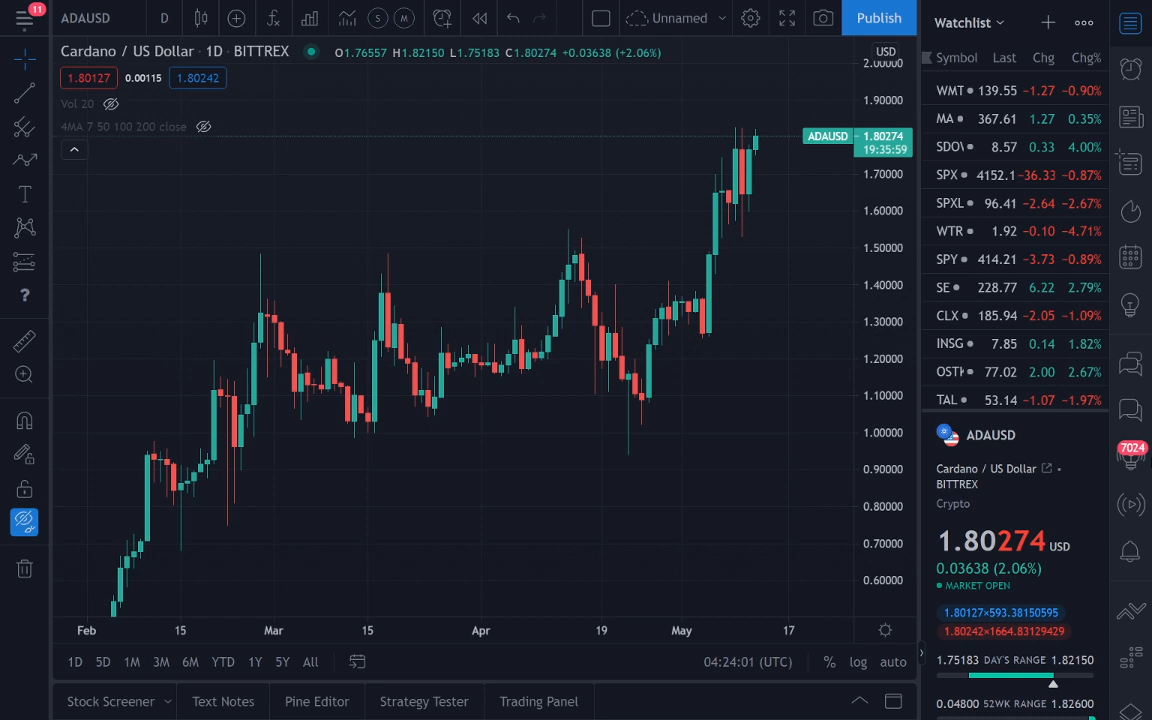 11
ADAUSD
D
S
M
Unnamed
Publish
Cardano / US Dollar · 1D · BITTREX
O1.76557 H1.82150 L1.75183 C1.80274 +0.03638 (+2.06%)
USD
1.80127 0.00115 1.80242
Vol 20
4MA 7 50 100 200 close
2.00000
1.90000
ADAUSD 1.80274
19:35:59
1.70000
1.60000
1.50000
1.40000
1.30000
1.20000
1.10000
1.00000
0.90000
0.80000
0.70000
0.60000
Feb 15 Mar 15 Apr 19 May 17
1D 5D 1M 3M 6M YTD 1Y 5Y All
04:24:01 (UTC) % log auto
Stock Screener Text Notes Pine Editor Strategy Tester Trading Panel
Watchlist
Symbol Last Chg Chg%
WMT 139.55 −1.27 −0.90%
MA 367.61 1.27 0.35%
8.57 0.33 4.00%
SPX 4152.1 −36.33 −0.87%
SPXL 96.41 −2.64 −2.67%
WTR 1.92 −0.10 −4.71%
SPY 414.21 −3.73 −0.89%
SE 228.77 6.22 2.79%
CLX 185.94 −2.05 −1.09%
INSG 7.85 0.14 1.82%
77.02 2.00 2.67%
TAL 53.14 −1.07 −1.97%
ADAUSD
Cardano / US Dollar •
BITTREX
Crypto
1.80274 USD
0.03638 (2.06%)
MARKET OPEN
1.80127×593.38150595
1.80242×1664.83129429
1.75183 DAY'S RANGE 1.82150
0.04800 52WK RANGE 1.82600
7024